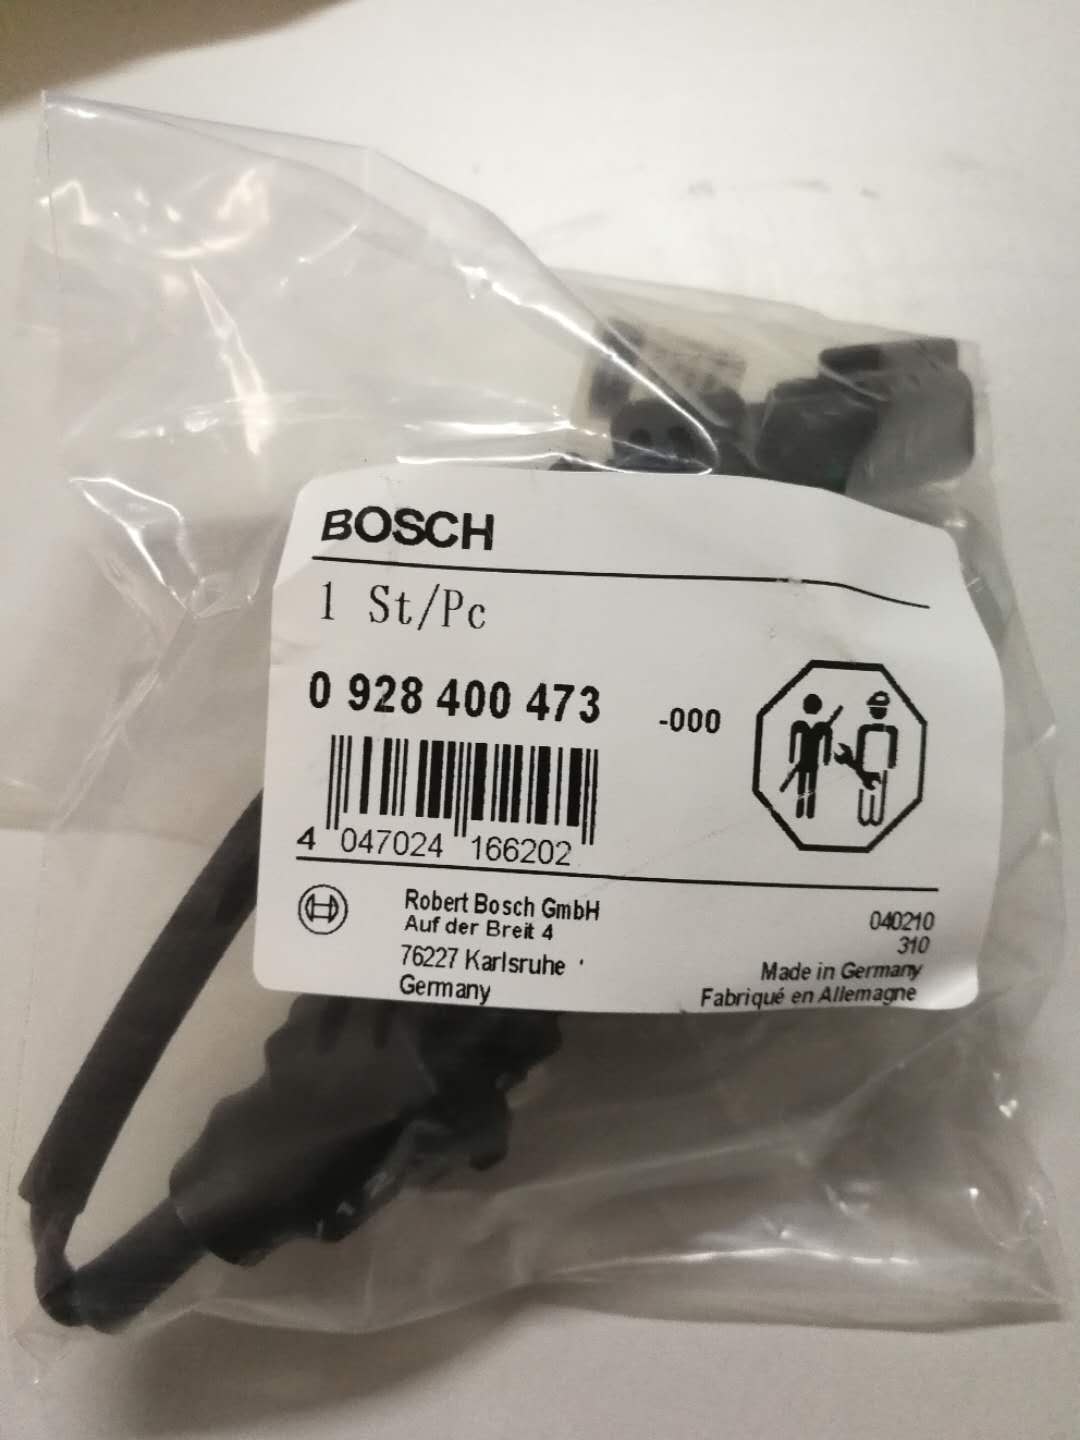 BOSCH
1 St/Pc
0 928 400 473 -000
4 047024 166202
Robert Bosch GmbH
Auf der Breit 4
76227 Karlsruhe
Germany
040210
310
Made in Germany
Fabriqué en Allemagne